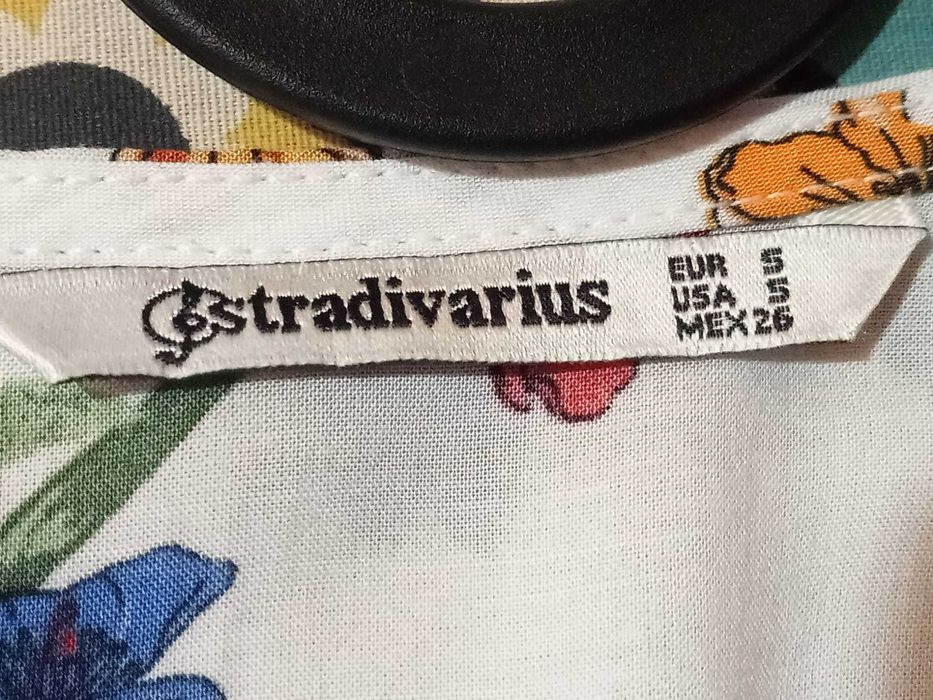 stradivarius
EUR S
USA S
MEX 26